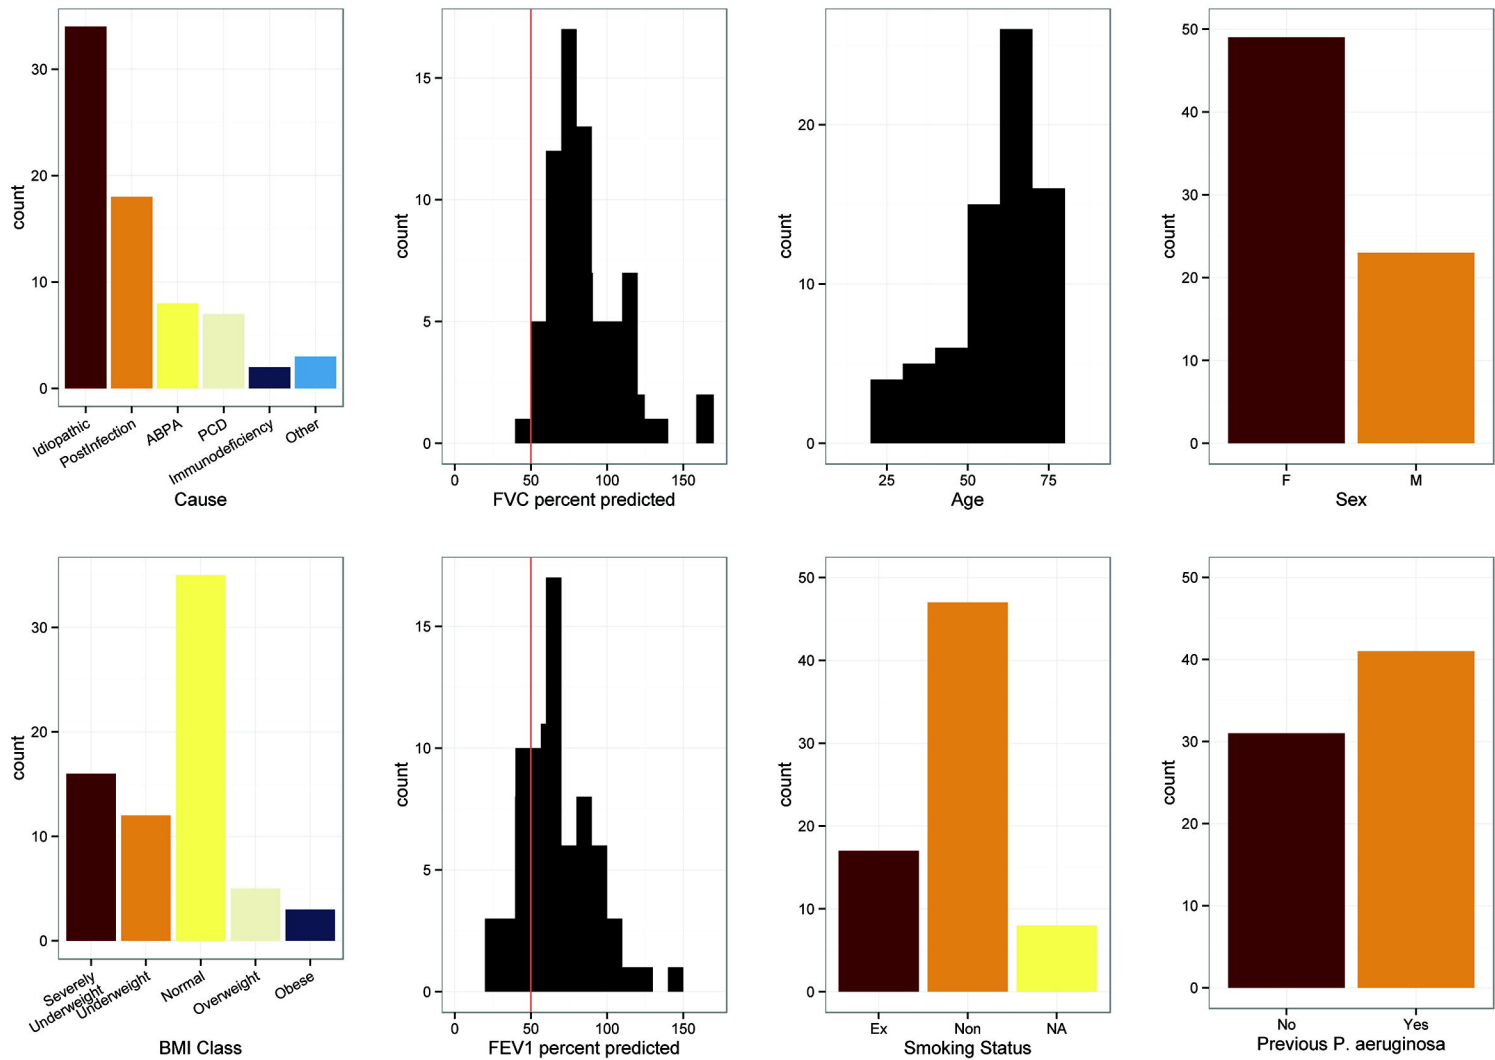 count
30
20
10
0
Idiopathic
PostInfection
ABPA
PCD
Immunodeficiency
Other
Cause
count
15
10
5
0
0
50
100
150
FVC percent predicted
count
20
10
0
25
50
75
Age
count
50
40
30
20
10
0
F
M
Sex
count
30
20
10
0
Severely
Underweight
Underweight
Normal
Overweight
Obese
BMI Class
count
15
10
5
0
0
50
100
150
FEV1 percent predicted
count
50
40
30
20
10
0
Ex
Non
NA
Smoking Status
count
50
40
30
20
10
0
No
Yes
Previous P. aeruginosa